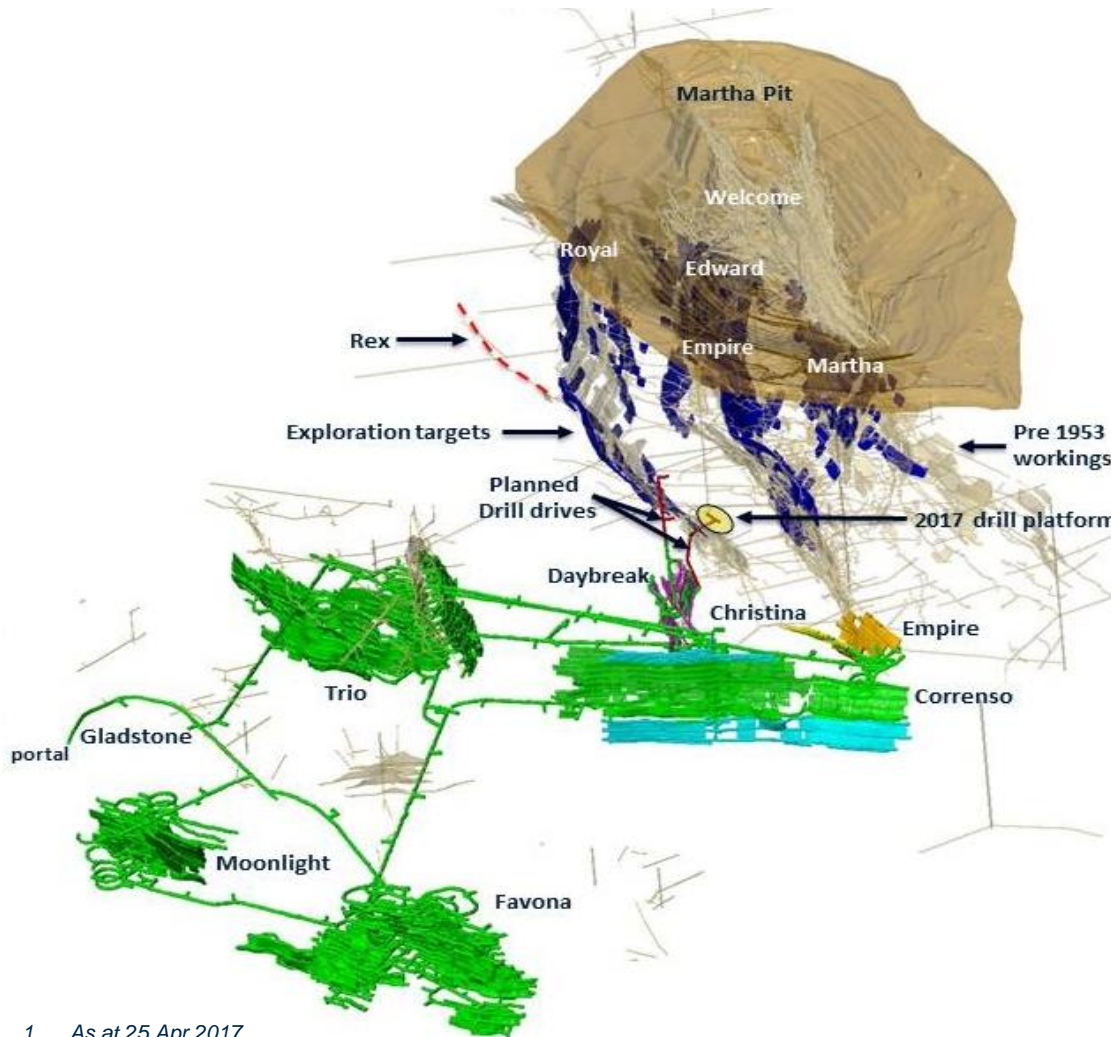 Martha Pit
Welcome
Royal
Edward
Rex
Empire
Martha
Exploration targets
Pre 1953
workings
Planned
Drill drives
2017 drill platform
Daybreak
Christina
Empire
Trio
Correnso
Gladstone
portal
Moonlight
Favona
1. As at 25 Apr 2017